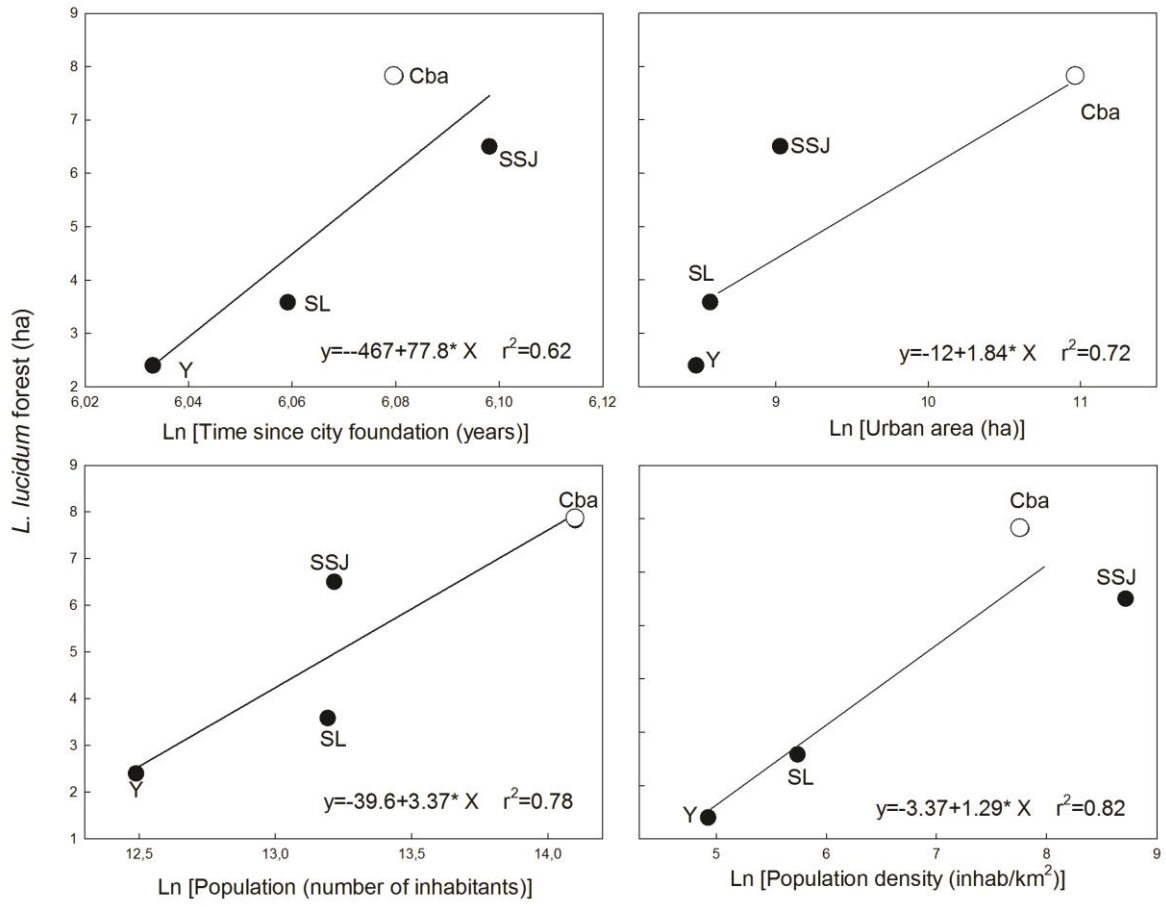 L. lucidum forest (ha)
9
8
7
6
5
4
3
2
Cba
SSJ
SL
Y
y=--467+77.8* X r²=0.62
6,02 6,04 6,06 6,08 6,10 6,12
Ln [Time since city foundation (years)]
Cba
SSJ
SL
Y
y=-12+1.84* X r²=0.72
9 10 11
Ln [Urban area (ha)]
9
8
7
6
5
4
3
2
1
Cba
SSJ
SL
Y
y=-39.6+3.37* X r²=0.78
12,5 13,0 13,5 14,0
Ln [Population (number of inhabitants)]
Cba
SSJ
SL
Y
y=-3.37+1.29* X r²=0.82
5 6 7 8 9
Ln [Population density (inhab/km²)]